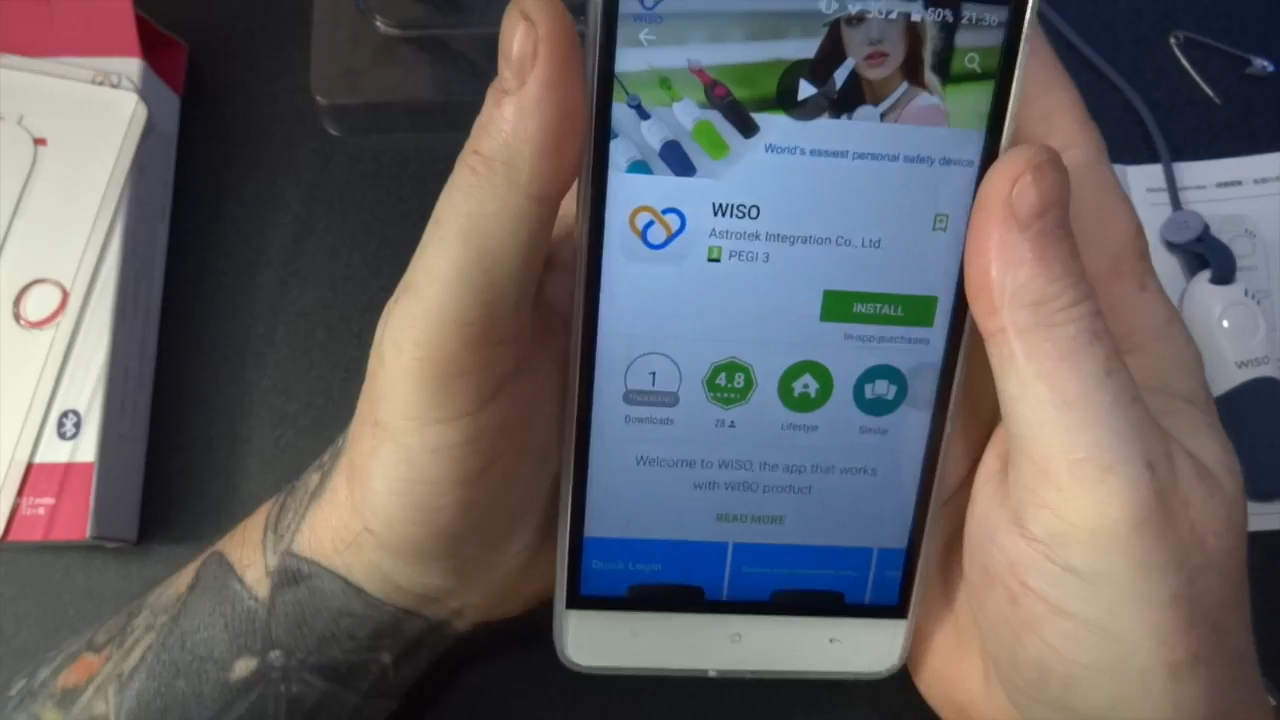 WISO
3G 50% 21:36
World's easiest personal safety device
WISO
Astrotek Integration Co., Ltd.
3 PEGI 3
INSTALL
In-app purchases
1
THOUSAND
Downloads
4.8
28
Lifestyle
Similar
Welcome to WISO, the app that works
with WISO product
READ MORE
Quick Login
WISO